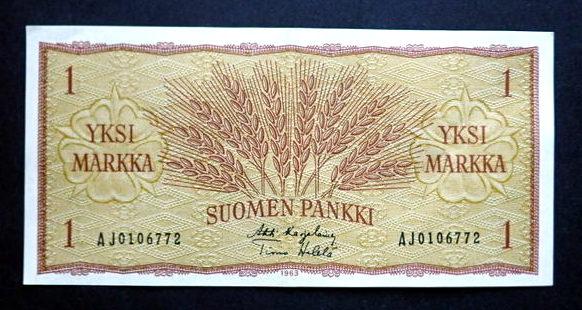 1 1
YKSI MARKKA YKSI MARKKA
SUOMEN PANKKI
1 AJ0106772 AJ0106772 1
1963